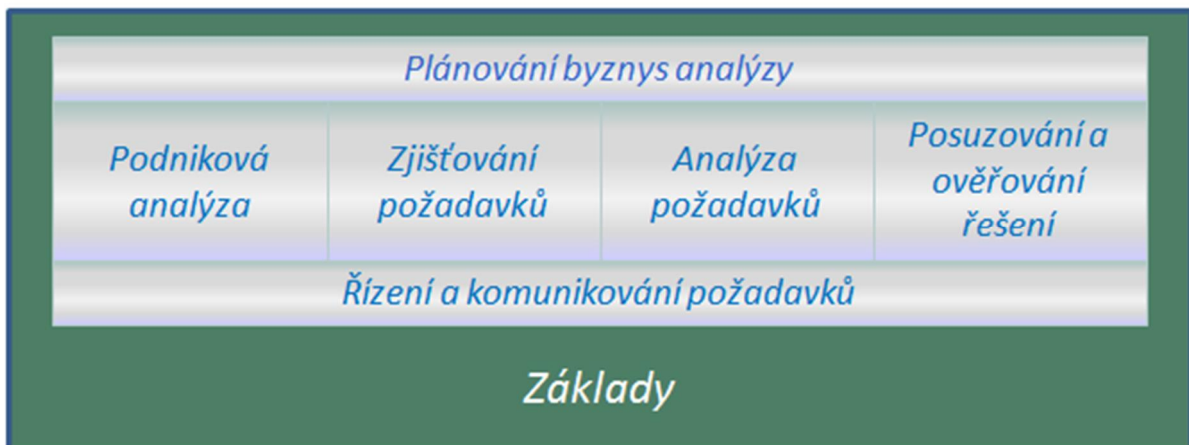 Plánování byznys analýzy
Podniková
analýza
Zjišťování
požadavků
Analýza
požadavků
Posuzování a
ověřování
řešení
Řízení a komunikování požadavků
Základy